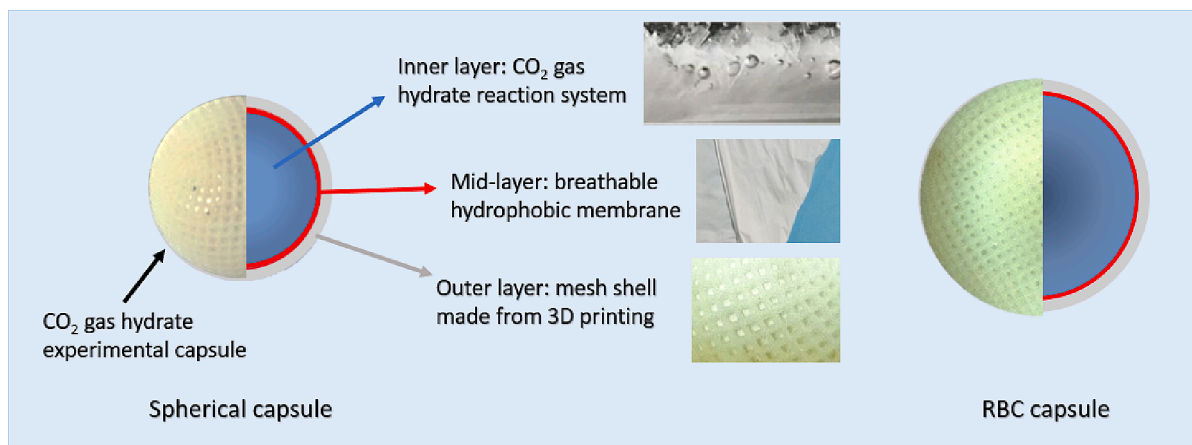 Inner layer: CO₂ gas
hydrate reaction system
Mid-layer: breathable
hydrophobic membrane
Outer layer: mesh shell
made from 3D printing
CO₂ gas hydrate
experimental capsule
Spherical capsule
RBC capsule